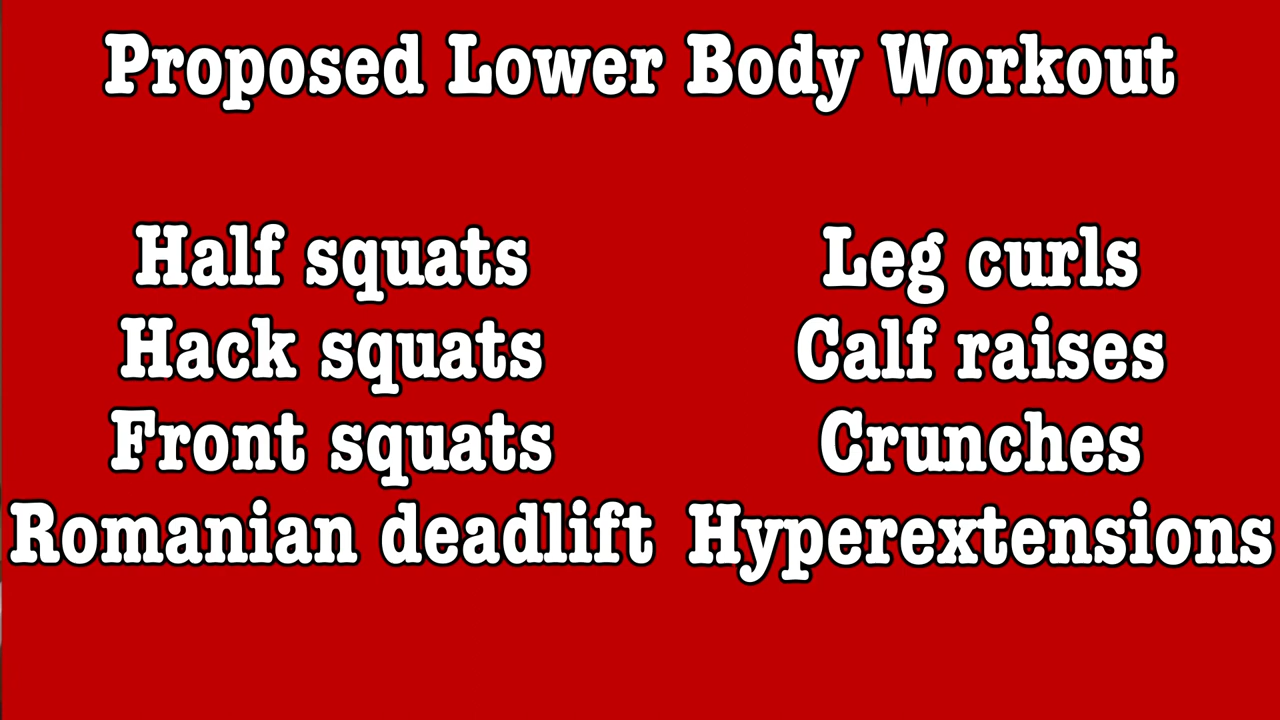 Proposed Lower Body Workout
Half squats
Hack squats
Front squats
Romanian deadlift
Leg curls
Calf raises
Crunches
Hyperextensions